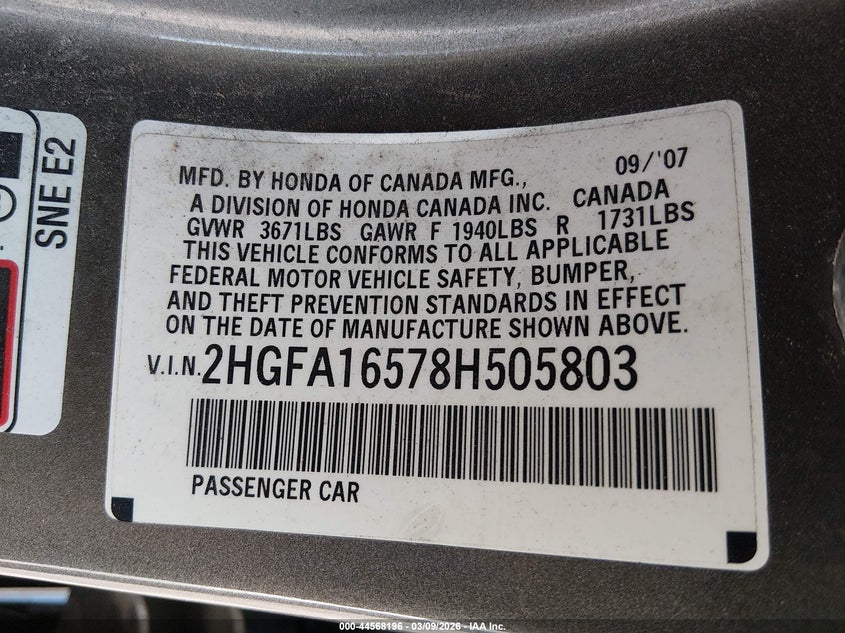 SNE E2
MFD. BY HONDA OF CANADA MFG., 09/'07
A DIVISION OF HONDA CANADA INC. CANADA
GVWR 3671LBS GAWR F 1940LBS R 1731LBS
THIS VEHICLE CONFORMS TO ALL APPLICABLE
FEDERAL MOTOR VEHICLE SAFETY, BUMPER,
AND THEFT PREVENTION STANDARDS IN EFFECT
ON THE DATE OF MANUFACTURE SHOWN ABOVE.
V.I.N. 2HGFA16578H505803
PASSENGER CAR
000-44568196 - 03/09/2026 - IAA Inc.